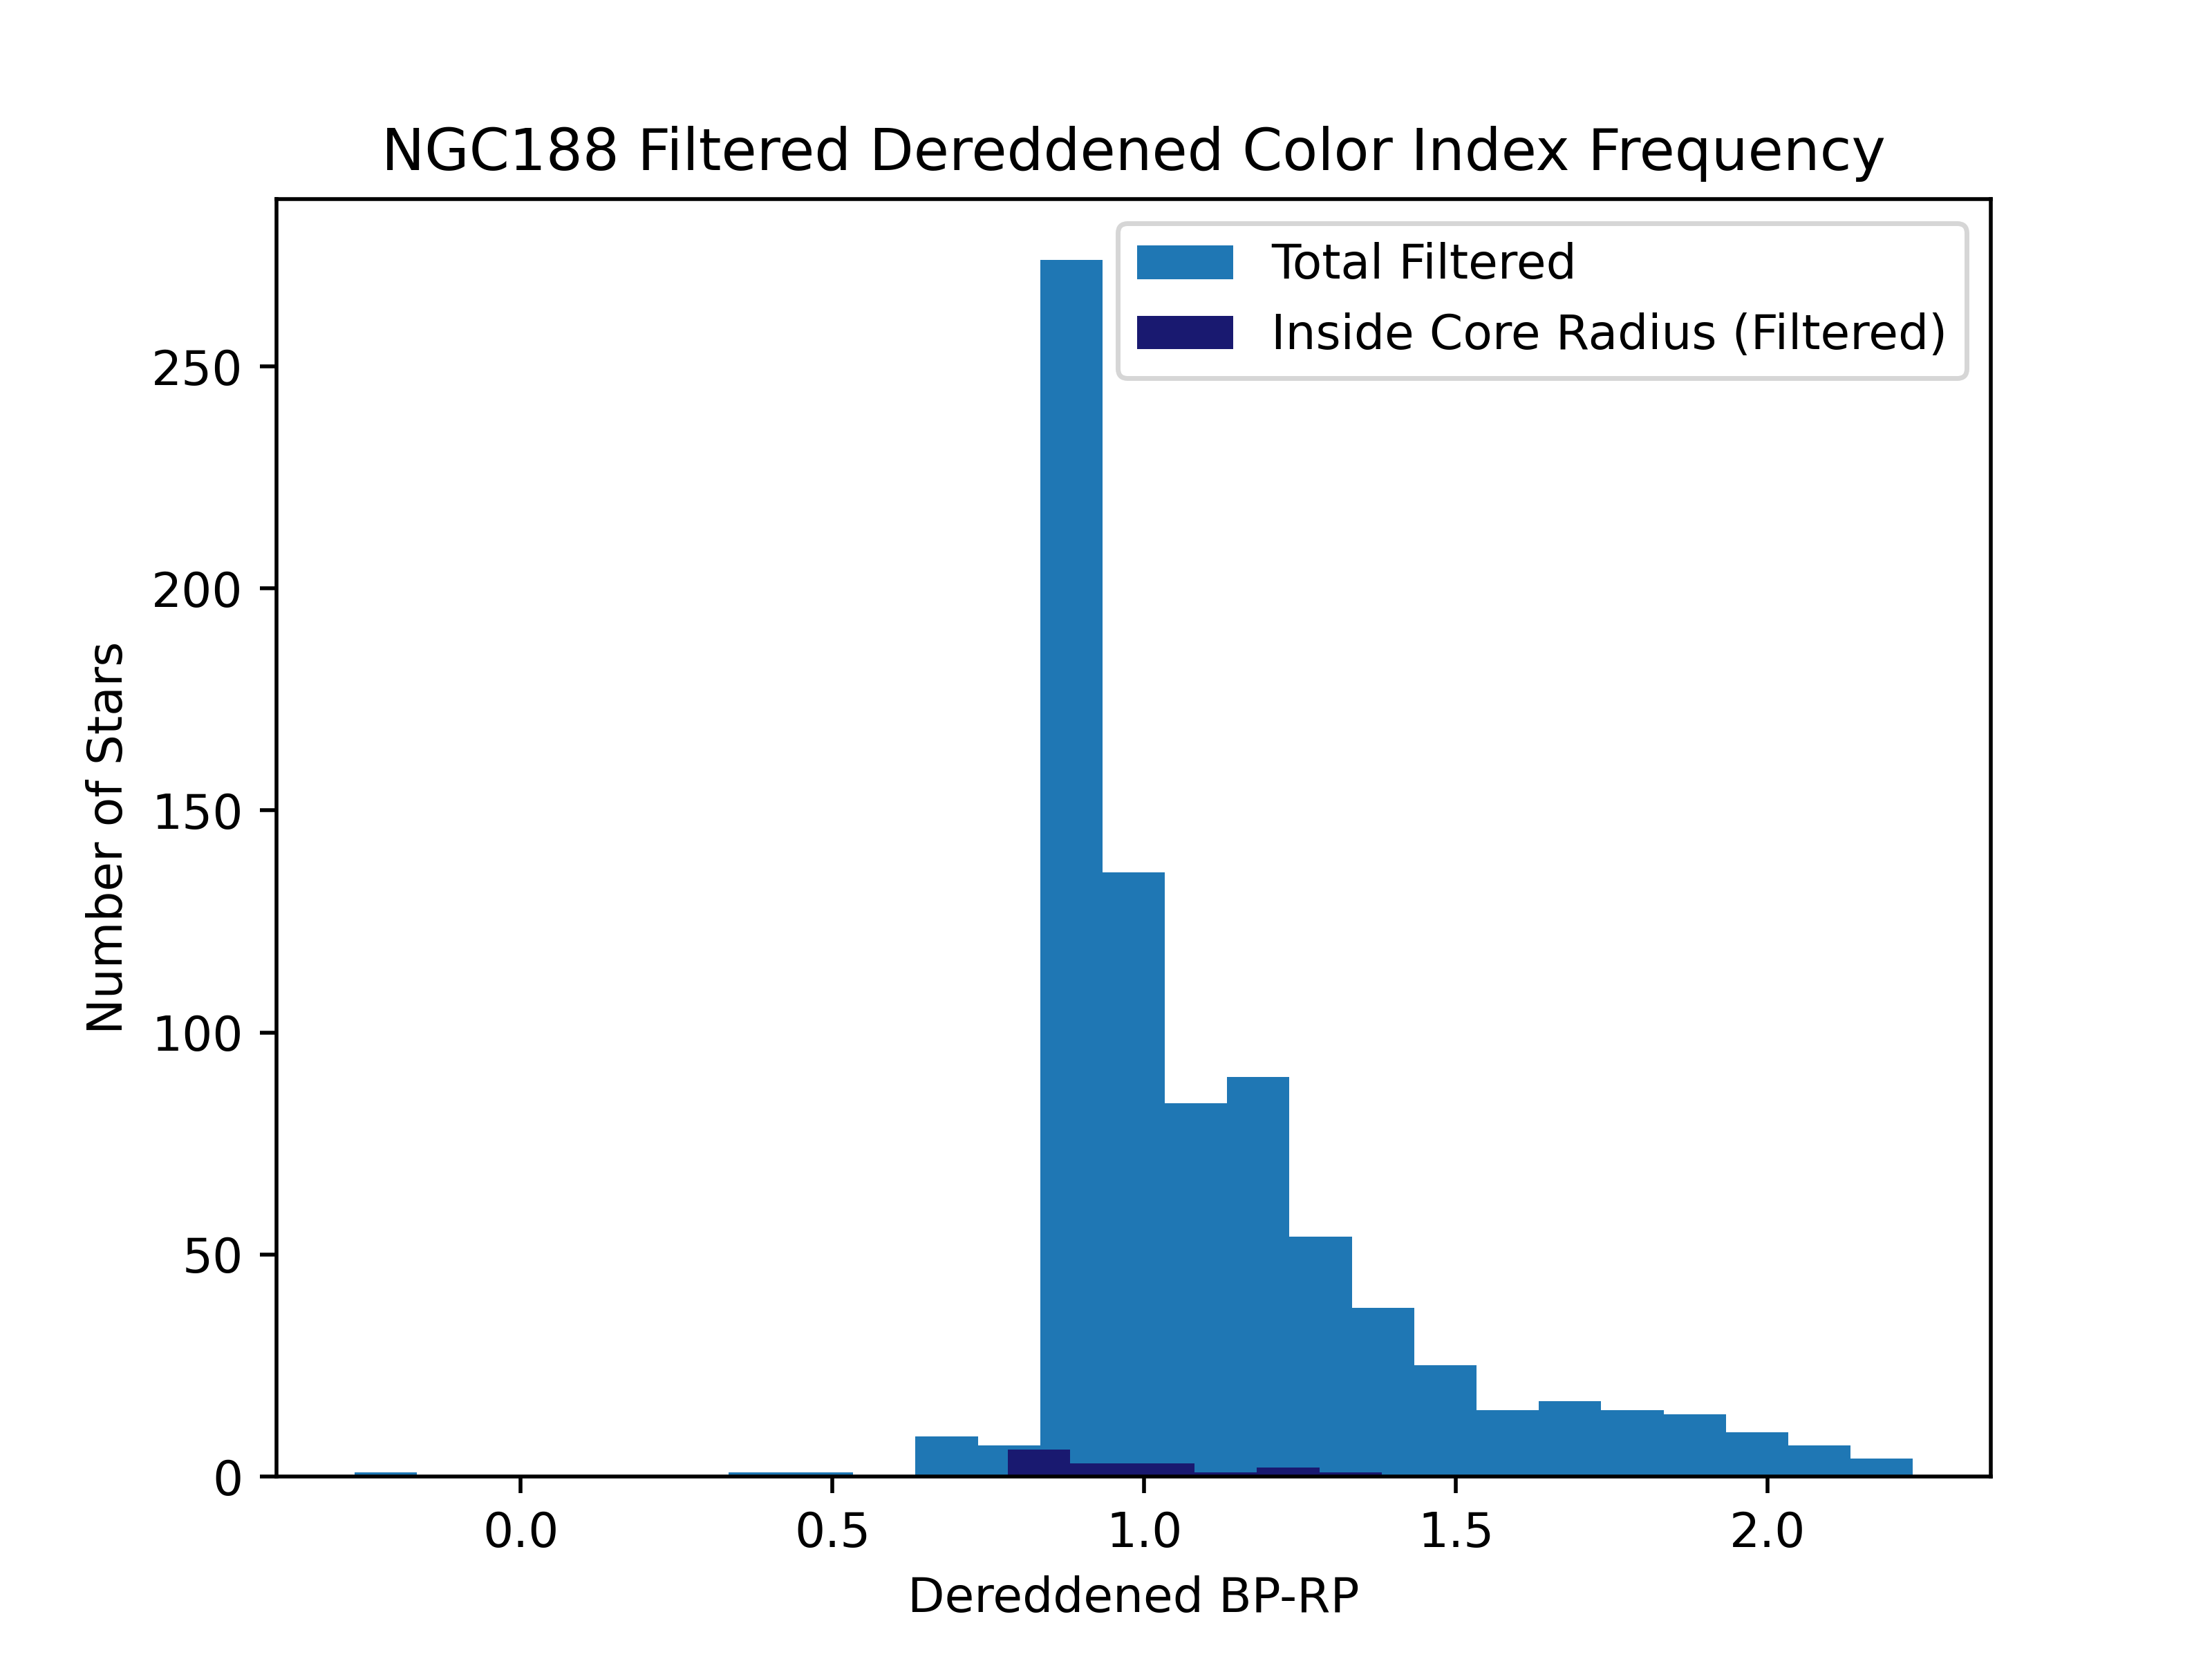 NGC188 Filtered Dereddened Color Index Frequency
Total Filtered
Inside Core Radius (Filtered)
250
200
150
100
50
0
Number of Stars
0.0 0.5 1.0 1.5 2.0
Dereddened BP-RP